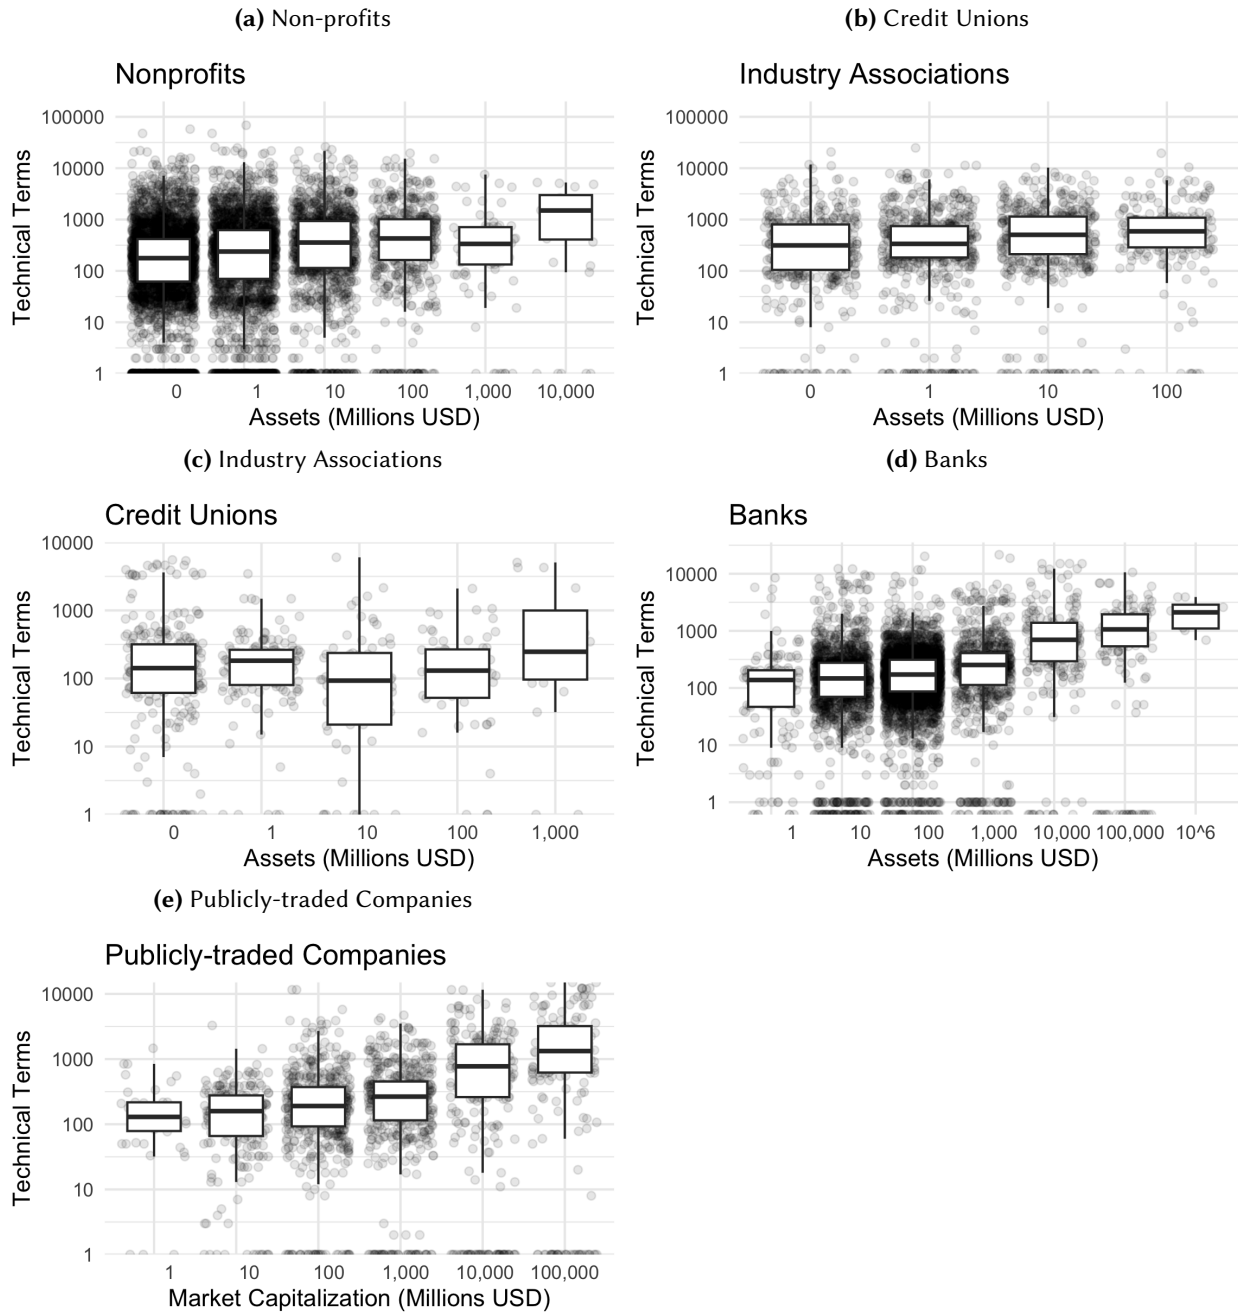 (a) Non-profits
(b) Credit Unions
Nonprofits
Technical Terms
100000
10000
1000
100
10
1
0 1 10 100 1,000 10,000
Assets (Millions USD)
Industry Associations
Technical Terms
100000
10000
1000
100
10
1
0 1 10 100
Assets (Millions USD)
(c) Industry Associations
(d) Banks
Credit Unions
Technical Terms
10000
1000
100
10
1
0 1 10 100 1,000
Assets (Millions USD)
Banks
Technical Terms
10000
1000
100
10
1
1 10 100 1,000 10,000 100,000 10^6
Assets (Millions USD)
(e) Publicly-traded Companies
Publicly-traded Companies
Technical Terms
10000
1000
100
10
1
1 10 100 1,000 10,000 100,000
Market Capitalization (Millions USD)